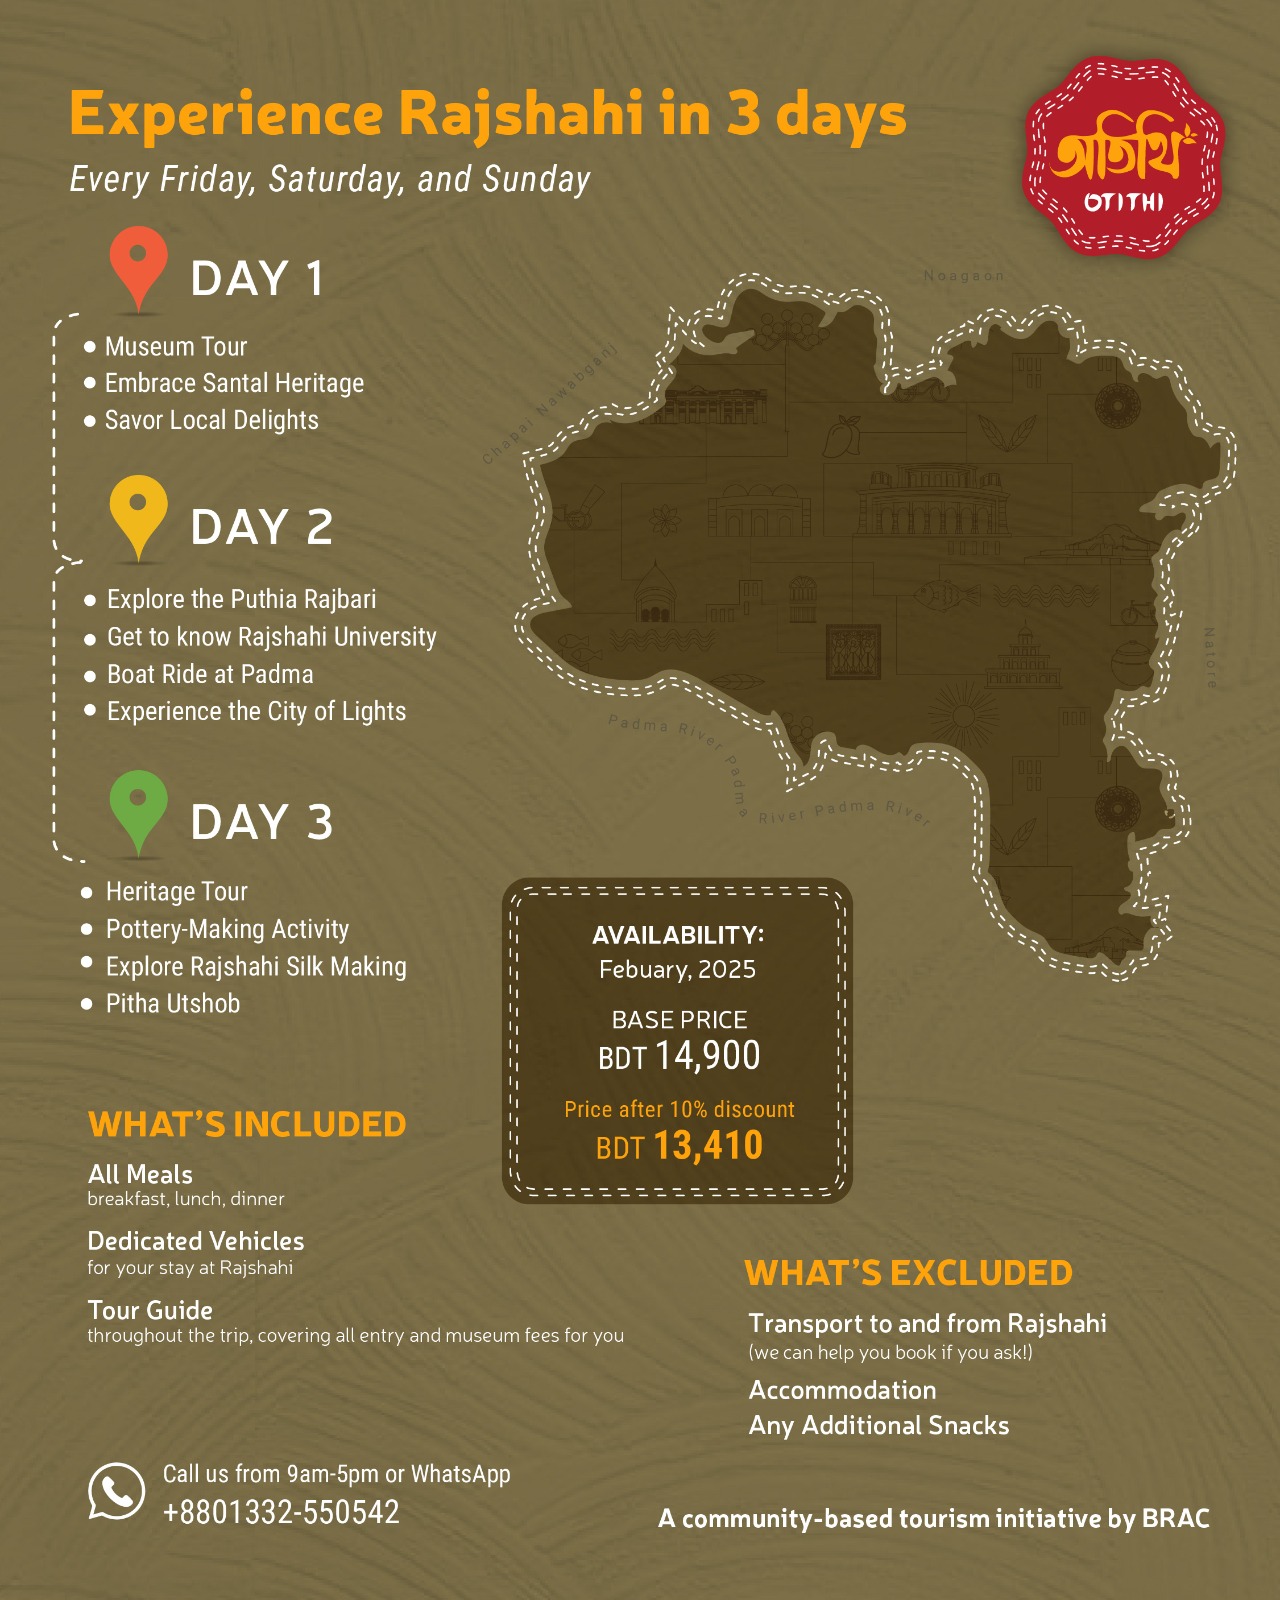 Experience Rajshahi in 3 days
Every Friday, Saturday, and Sunday
অতিথি
OTITHI
DAY 1
Museum Tour
Embrace Santal Heritage
Savor Local Delights
DAY 2
Explore the Puthia Rajbari
Get to know Rajshahi University
Boat Ride at Padma
Experience the City of Lights
DAY 3
Heritage Tour
Pottery-Making Activity
Explore Rajshahi Silk Making
Pitha Utshob
Noagaon
Chapai Nawabganj
Natore
Padma River Padma
River Padma River
AVAILABILITY:
Febuary, 2025
BASE PRICE
BDT 14,900
Price after 10% discount
BDT 13,410
WHAT'S INCLUDED
All Meals
breakfast, lunch, dinner
Dedicated Vehicles
for your stay at Rajshahi
Tour Guide
throughout the trip, covering all entry and museum fees for you
WHAT'S EXCLUDED
Transport to and from Rajshahi
(we can help you book if you ask!)
Accommodation
Any Additional Snacks
Call us from 9am-5pm or WhatsApp
+8801332-550542
A community-based tourism initiative by BRAC